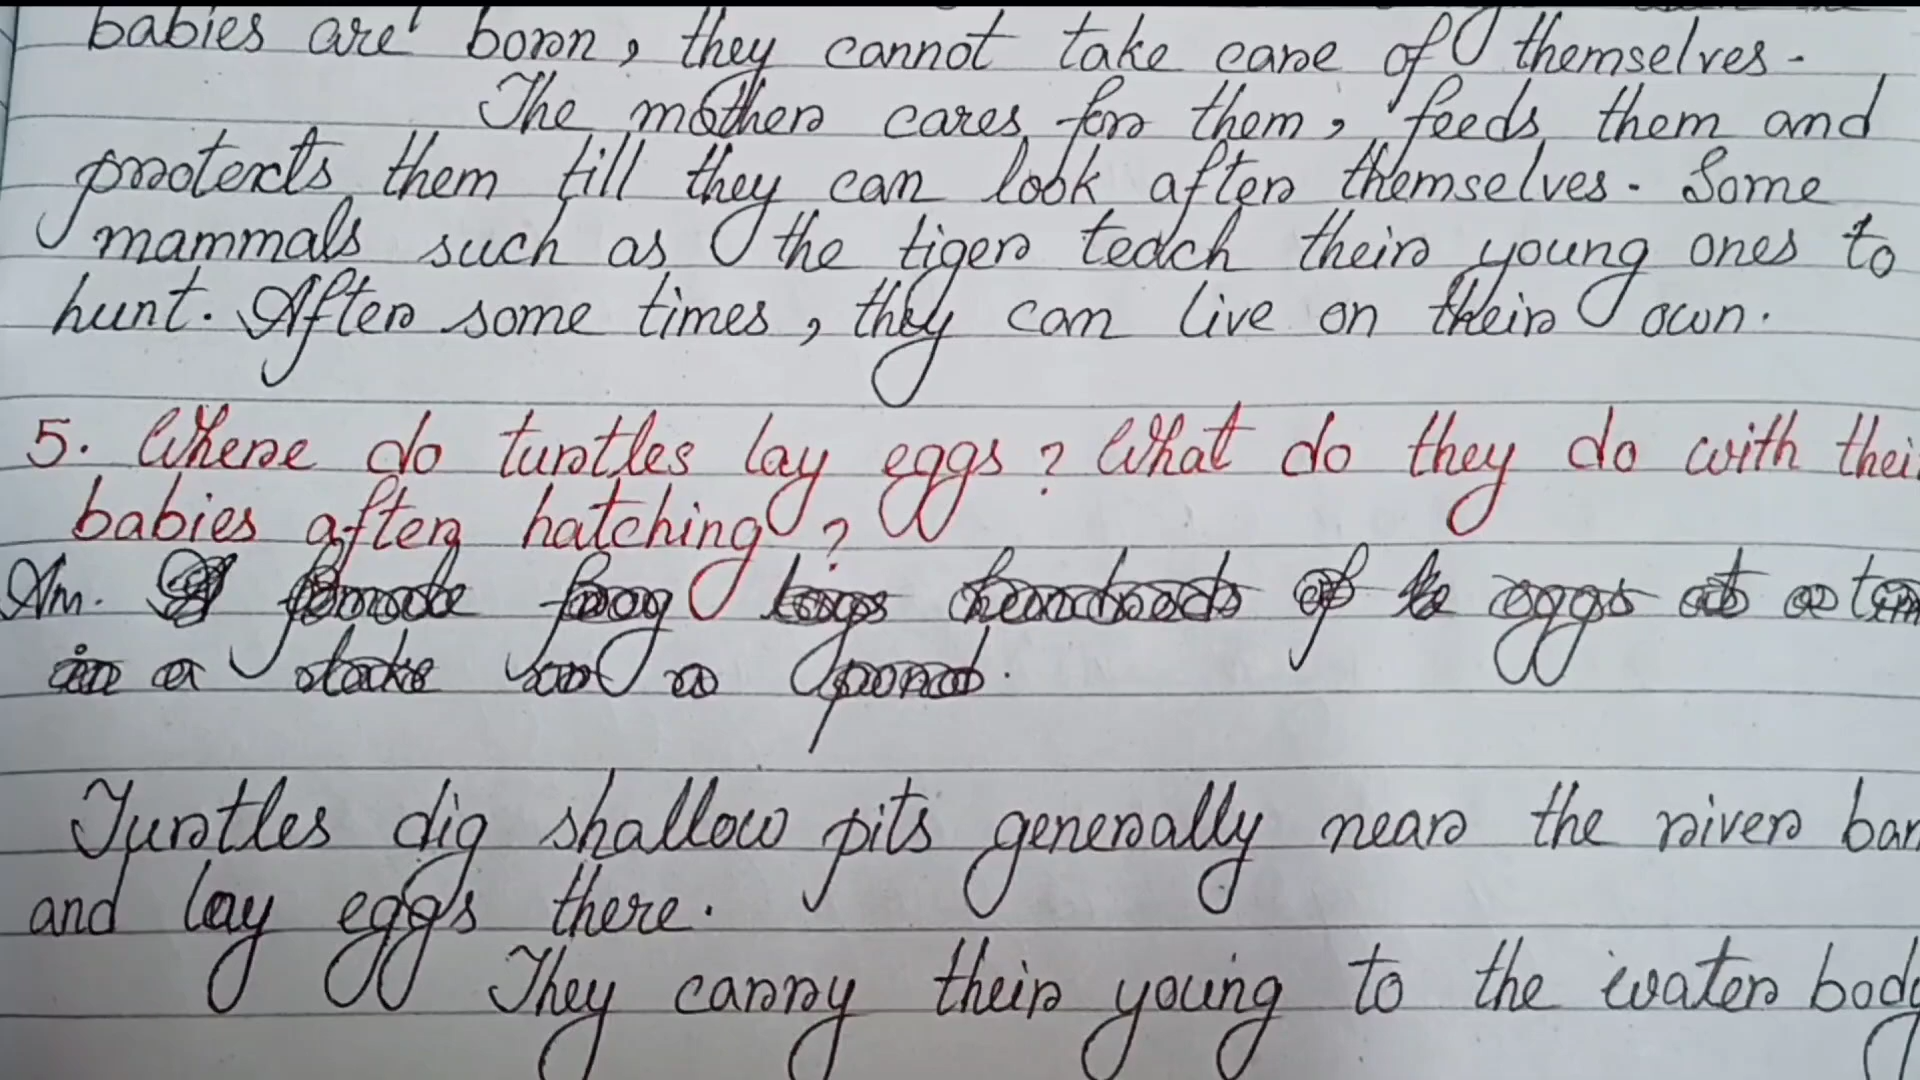 babies are born, they cannot take care of themselves.
The mother cares for them, feeds them and
protects them till they can look after themselves. Some
mammals such as the tiger teach their young ones to
hunt. After some times, they can live on their own.
5. Where do turtles lay eggs? What do they do with thei
babies after hatching?
Ans.
Turtles dig shallow pits generally near the river ban
and lay eggs there.
They carry their young to the water body